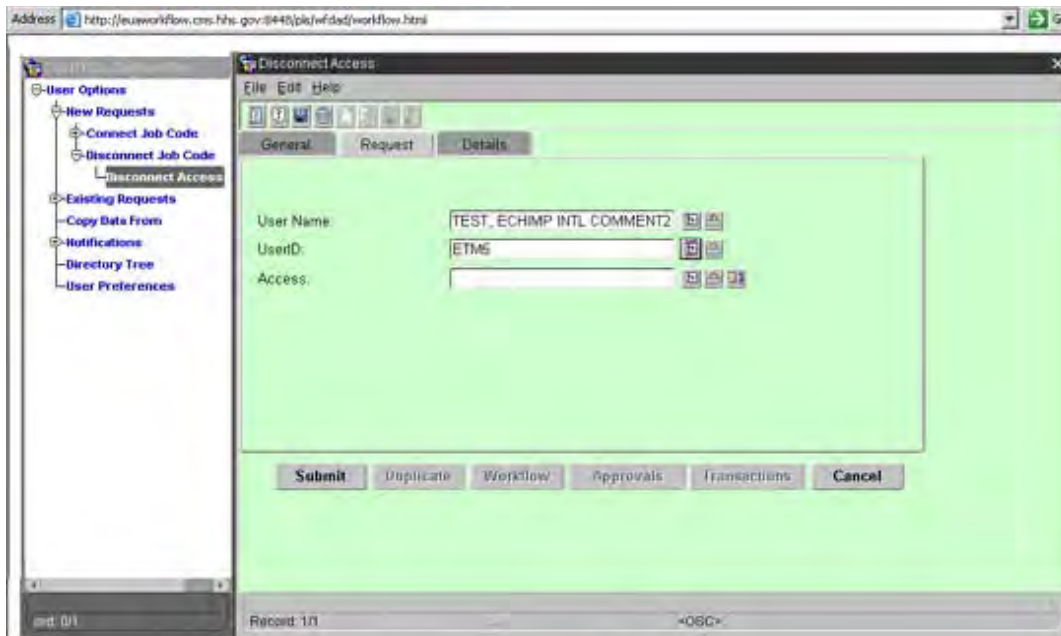 Address http://euaworkflow.cms.hhs.gov:8448/pls/wfdad/workflow.html
Disconnect Access
File Edit Help
User Options
New Requests
Connect Job Code
Disconnect Job Code
Disconnect Access
Existing Requests
Copy Data From
Notifications
Directory Tree
User Preferences
General Request Details
User Name: TEST, ECHIMP INTL COMMENT2
UserID: ETM6
Access:
Submit Duplicate Workflow Approvals Transactions Cancel
ord: 0/1
Record: 1/1 <OSC>